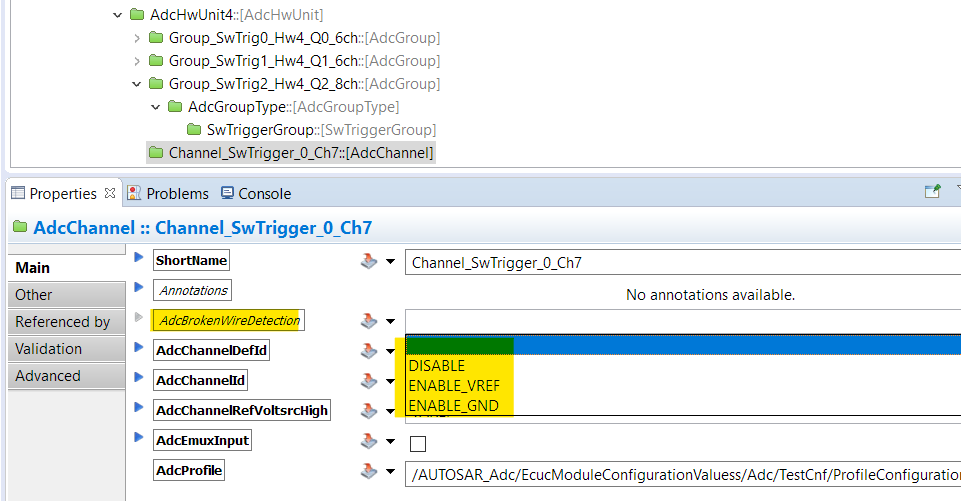 AdcHwUnit4::[AdcHwUnit]
Group_SwTrig0_Hw4_Q0_6ch::[AdcGroup]
Group_SwTrig1_Hw4_Q1_6ch::[AdcGroup]
Group_SwTrig2_Hw4_Q2_8ch::[AdcGroup]
AdcGroupType::[AdcGroupType]
SwTriggerGroup::[SwTriggerGroup]
Channel_SwTrigger_0_Ch7::[AdcChannel]
Properties Problems Console
AdcChannel :: Channel_SwTrigger_0_Ch7
Main
Other
Referenced by
Validation
Advanced
ShortName Channel_SwTrigger_0_Ch7
Annotations No annotations available.
AdcBrokenWireDetection
AdcChannelDefId
DISABLE
AdcChannelId ENABLE_VREF
AdcChannelRefVoltsrcHigh ENABLE_GND
AdcEmuxInput
AdcProfile /AUTOSAR_Adc/EcucModuleConfigurationValuess/Adc/TestCnf/ProfileConfiguration